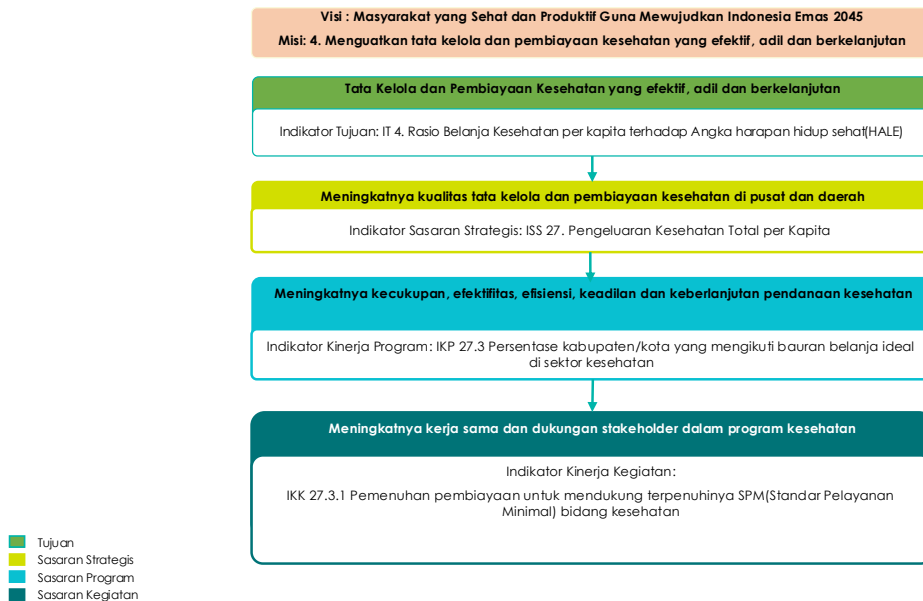 Visi : Masyarakat yang Sehat dan Produktif Guna Mewujudkan Indonesia Emas 2045
Misi: 4. Menguatkan tata kelola dan pembiayaan kesehatan yang efektif, adil dan berkelanjutan
Tata Kelola dan Pembiayaan Kesehatan yang efektif, adil dan berkelanjutan
Indikator Tujuan: IT 4. Rasio Belanja Kesehatan per kapita terhadap Angka harapan hidup sehat(HALE)
Meningkatnya kualitas tata kelola dan pembiayaan kesehatan di pusat dan daerah
Indikator Sasaran Strategis: ISS 27. Pengeluaran Kesehatan Total per Kapita
Meningkatnya kecukupan, efektifitas, efisiensi, keadilan dan keberlanjutan pendanaan kesehatan
Indikator Kinerja Program: IKP 27.3 Persentase kabupaten/kota yang mengikuti bauran belanja ideal
di sektor kesehatan
Meningkatnya kerja sama dan dukungan stakeholder dalam program kesehatan
Indikator Kinerja Kegiatan:
IKK 27.3.1 Pemenuhan pembiayaan untuk mendukung terpenuhinya SPM(Standar Pelayanan
Minimal) bidang kesehatan
Tujuan
Sasaran Strategis
Sasaran Program
Sasaran Kegiatan